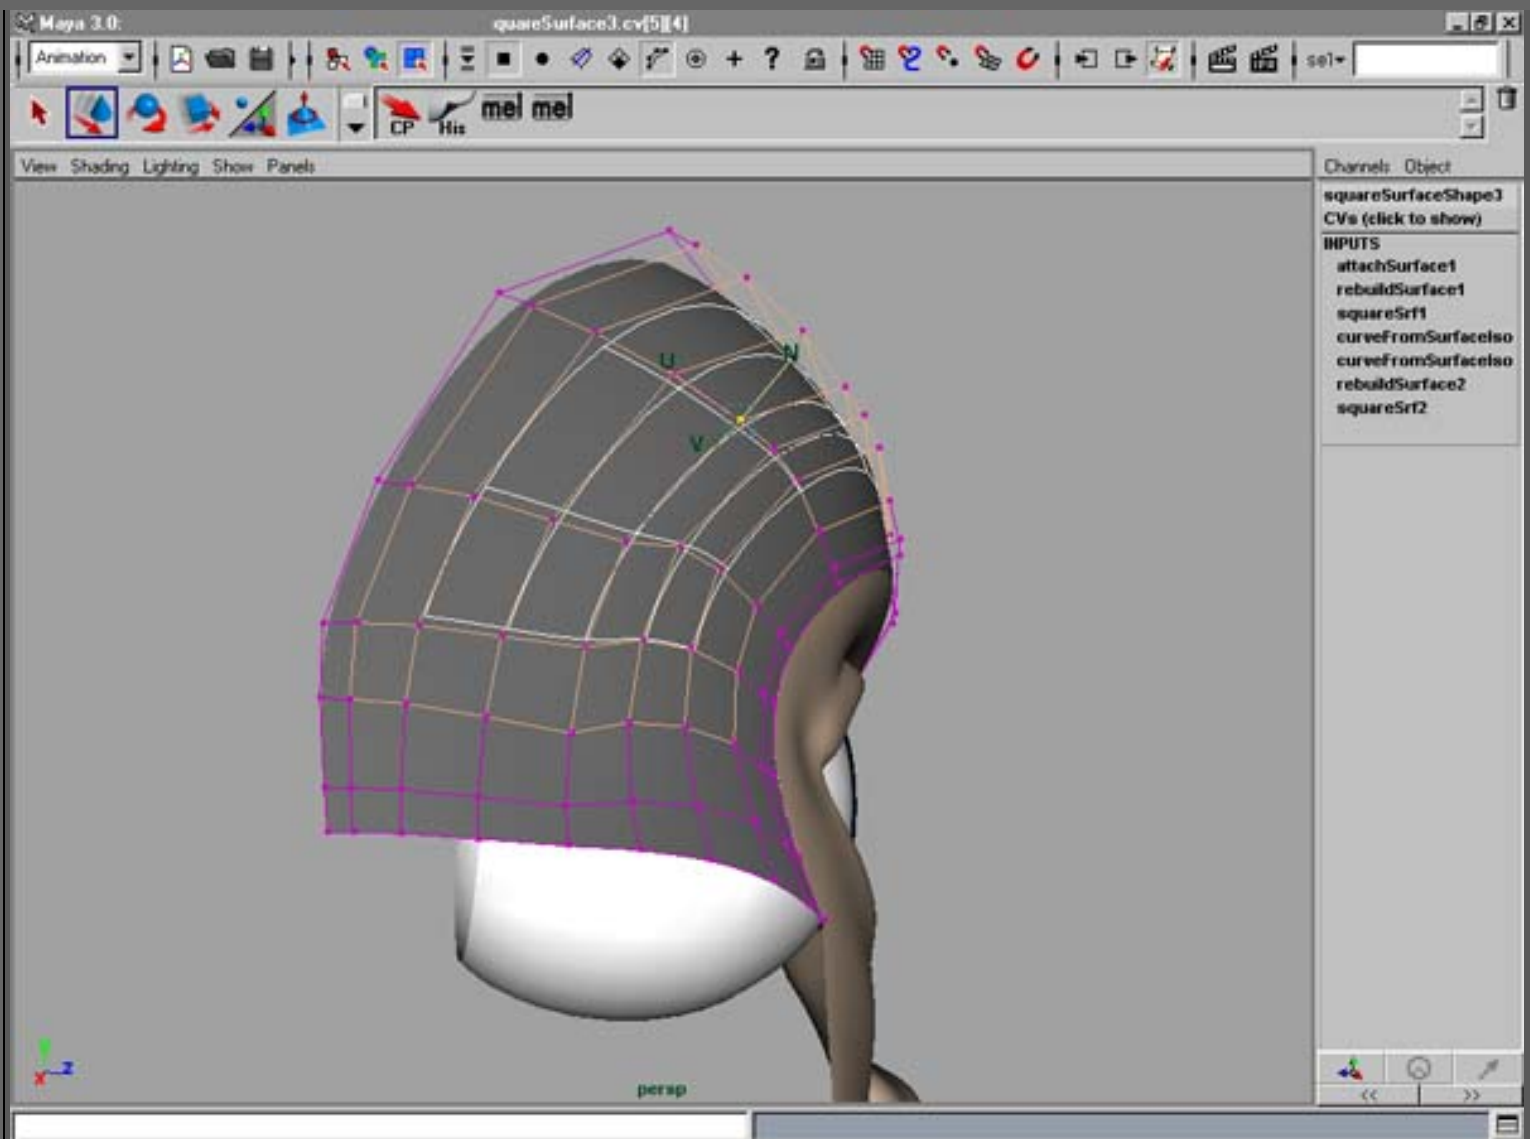 Maya 3.0: quareSurface3.cv[5][4]
Animation ? sel
CP His mel mel
View Shading Lighting Show Panels
Channels Object
squareSurfaceShape3
CVs (click to show)
INPUTS
attachSurface1
rebuildSurface1
squareSrf1
curveFromSurfaceIso
curveFromSurfaceIso
rebuildSurface2
squareSrf2
U N
V
y
x z
persp
<< >>